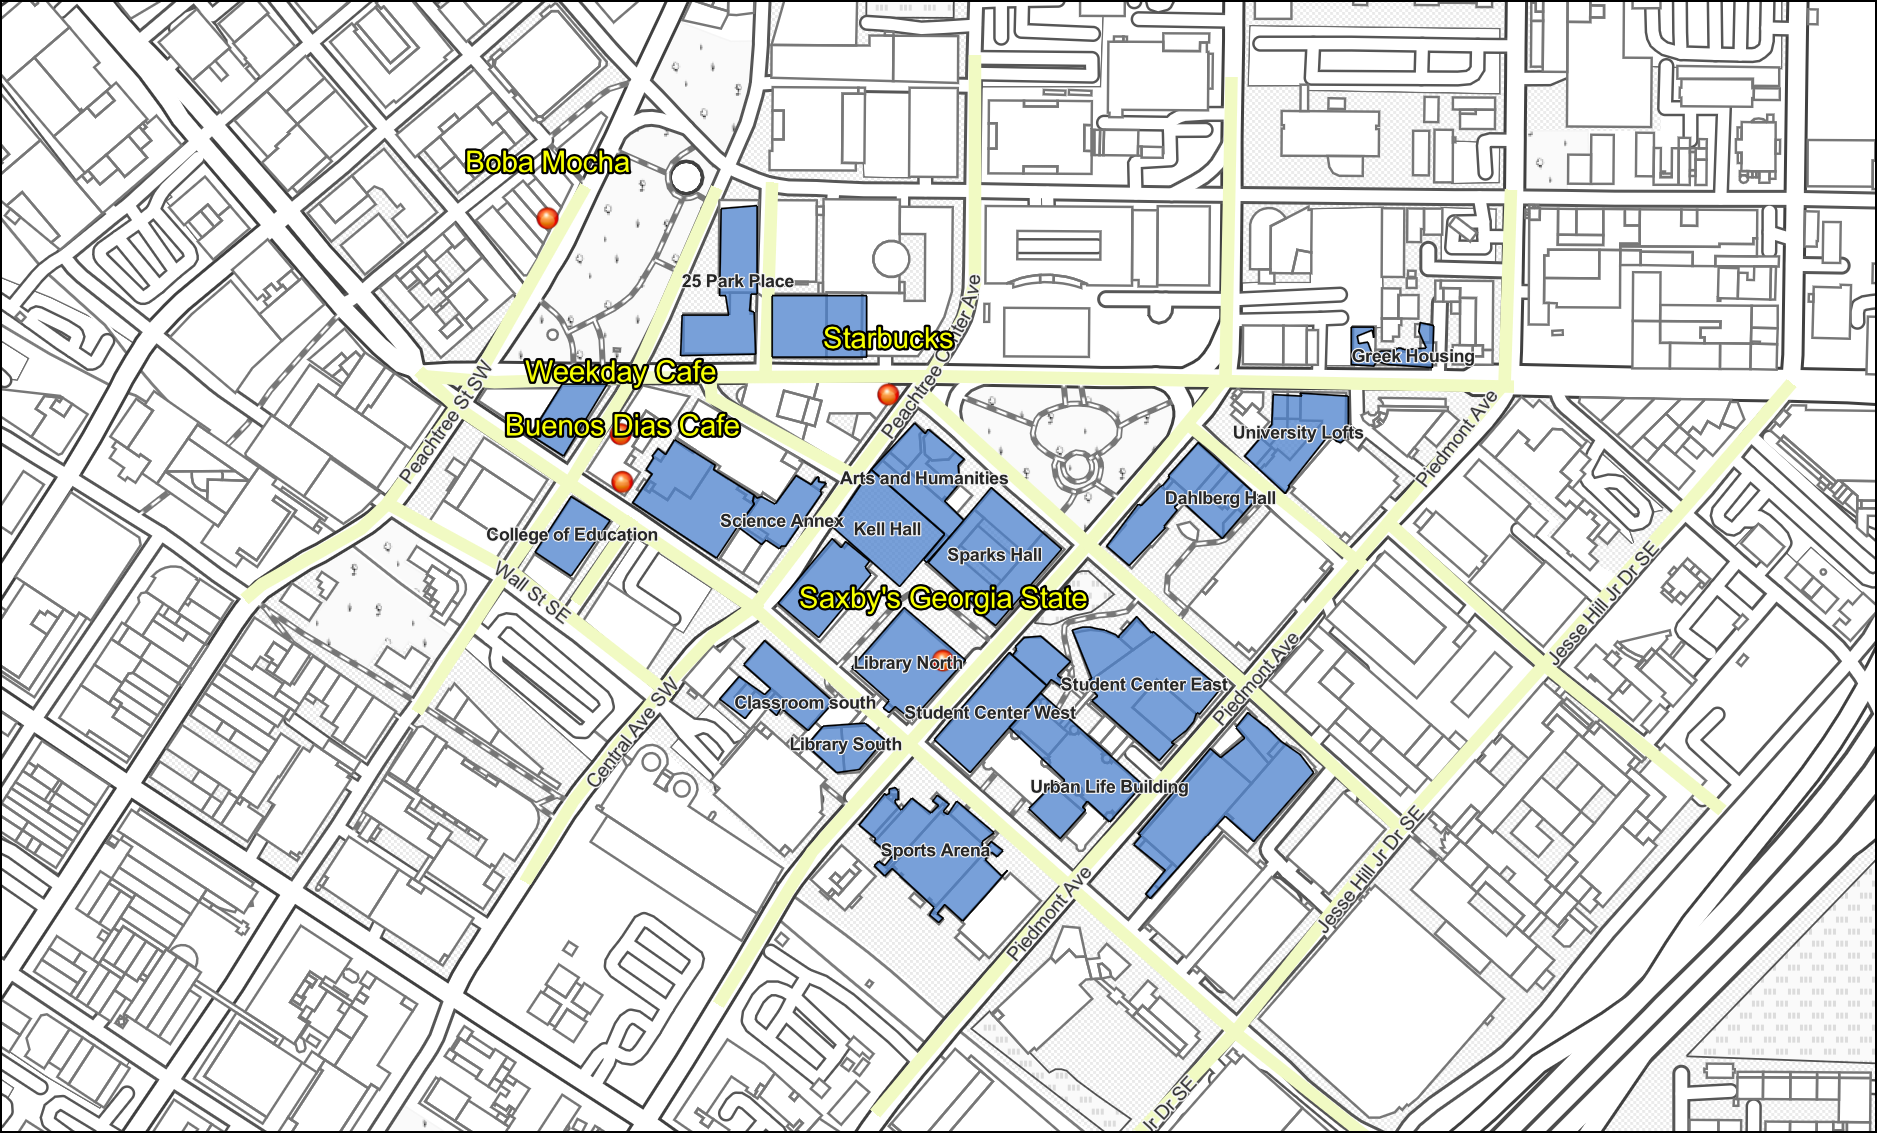 Boba Mocha
25 Park Place
Starbucks
Peachtree Center Ave
Greek Housing
Weekday Cafe
Buenos Dias Cafe
Peachtree St SW
Piedmont Ave
University Lofts
Arts and Humanities
Dahlberg Hall
Science Annex
Kell Hall
College of Education
Sparks Hall
Wall St SE
Saxby's Georgia State
Jesse Hill Jr Dr SE
Library North
Student Center East
Piedmont Ave
Classroom south
Student Center West
Central Ave SW
Library South
Urban Life Building
Sports Arena
Jesse Hill Jr Dr SE
Piedmont Ave
Jr Dr SE